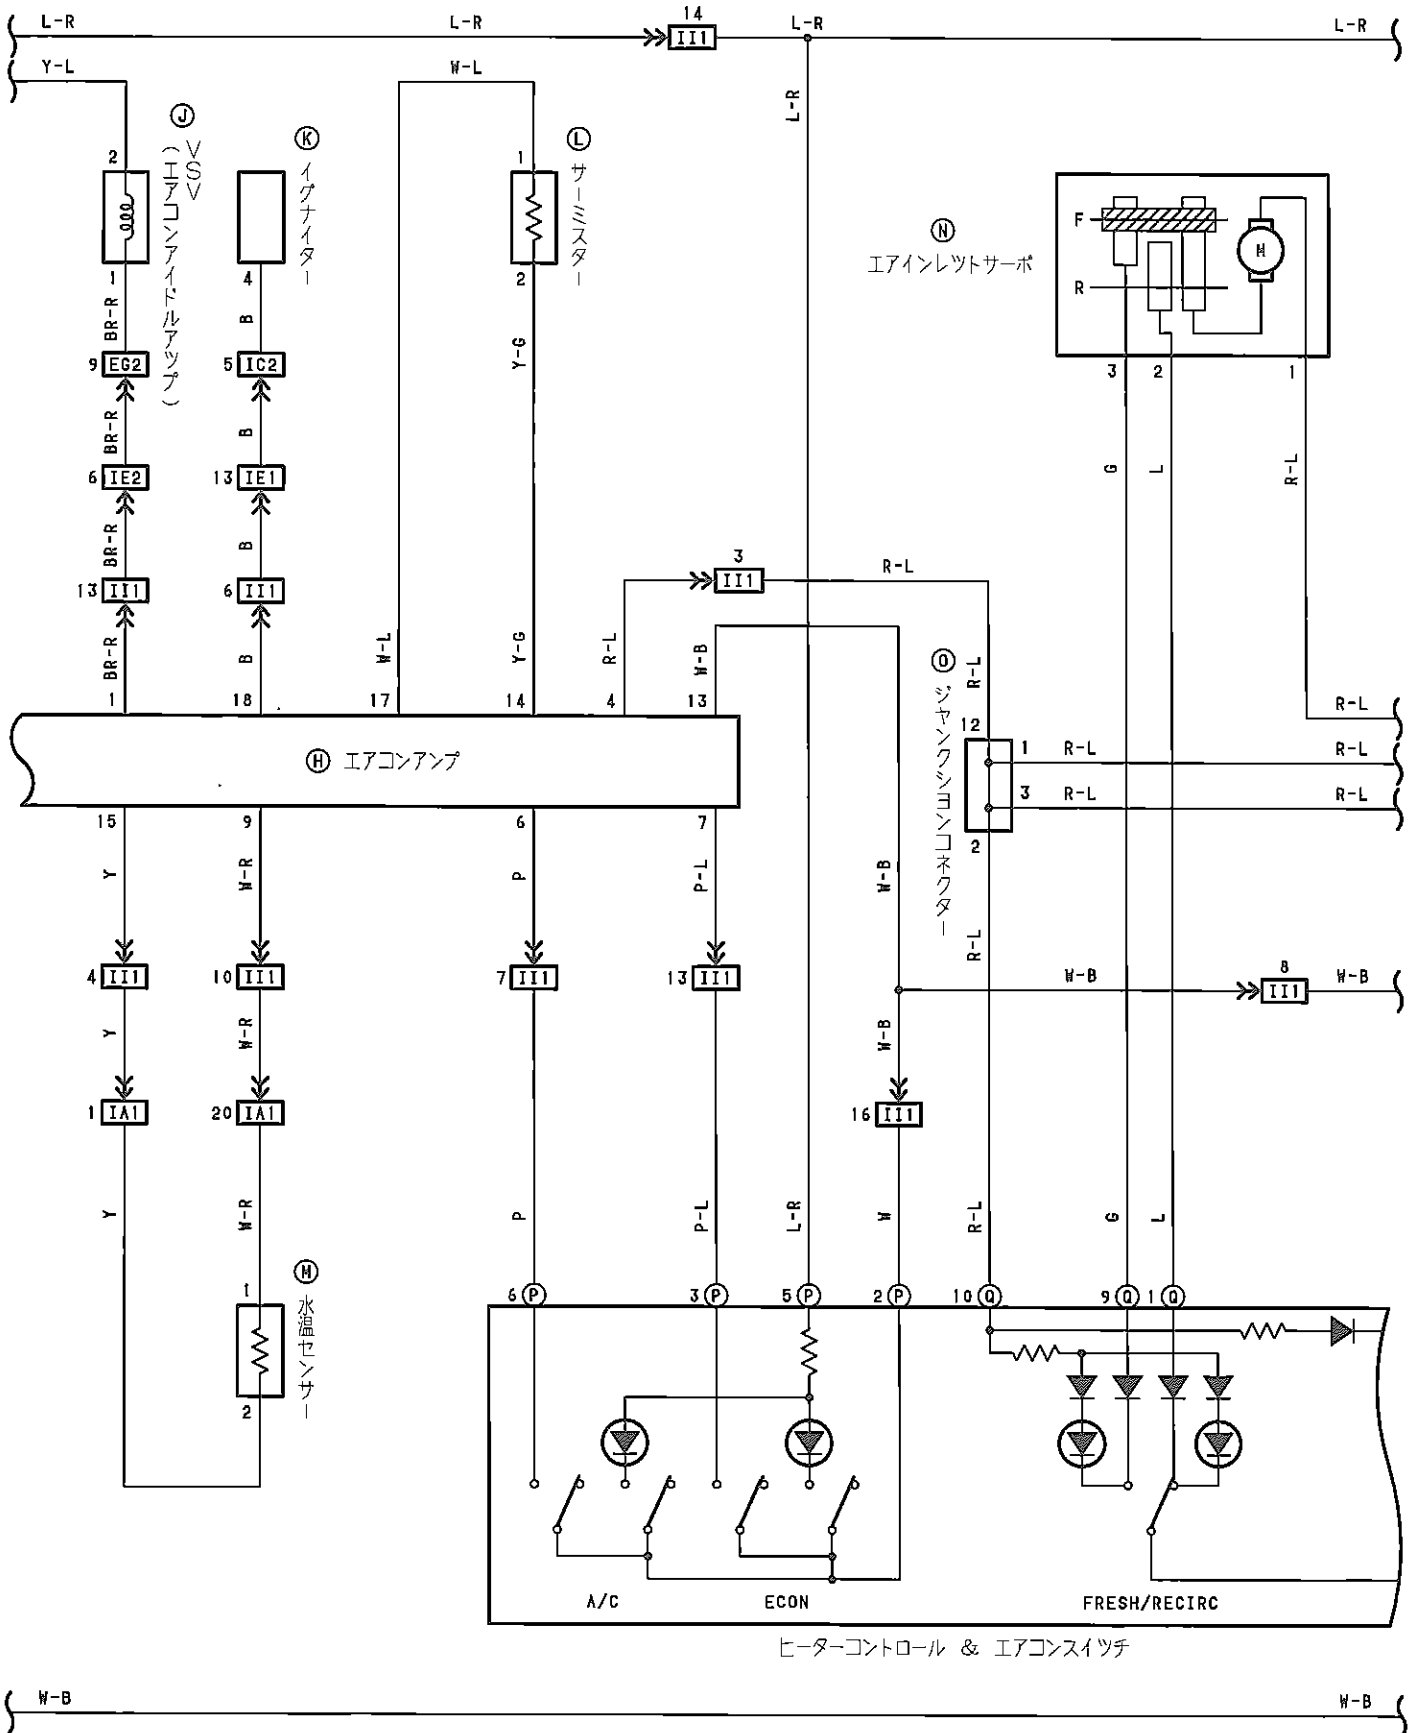 L-R
L-R
14
II1
L-R
L-R
Y-L
W-L
L-R
J
VSV
(エアコンアイドルアップ)
2
1
K
イグナイター
4
L
サーミスター
1
2
N
エアインレツトサーボ
F
R
M
3
2
1
BR-R
B
Y-G
9
EG2
5
IC2
BR-R
B
G
L
R-L
6
IE2
13
IE1
BR-R
B
3
II1
R-L
13
II1
6
II1
BR-R
B
W-L
Y-G
R-L
W-B
O
ジヤンクシヨンコネクター
R-L
1
18
17
14
4
13
12
R-L
H
エアコンアンプ
1
R-L
R-L
3
R-L
R-L
15
9
6
7
2
Y
W-R
P
P-L
W-B
R-L
4
II1
10
II1
7
II1
13
II1
W-B
8
II1
W-B
Y
W-R
W-B
1
IA1
20
IA1
16
II1
Y
W-R
P
P-L
L-R
W
R-L
G
L
M
水温センサー
1
2
6
P
3
P
5
P
2
P
10
Q
9
Q
1
Q
A/C
ECON
FRESH/RECIRC
ヒーターコントロール & エアコンスイツチ
W-B
W-B